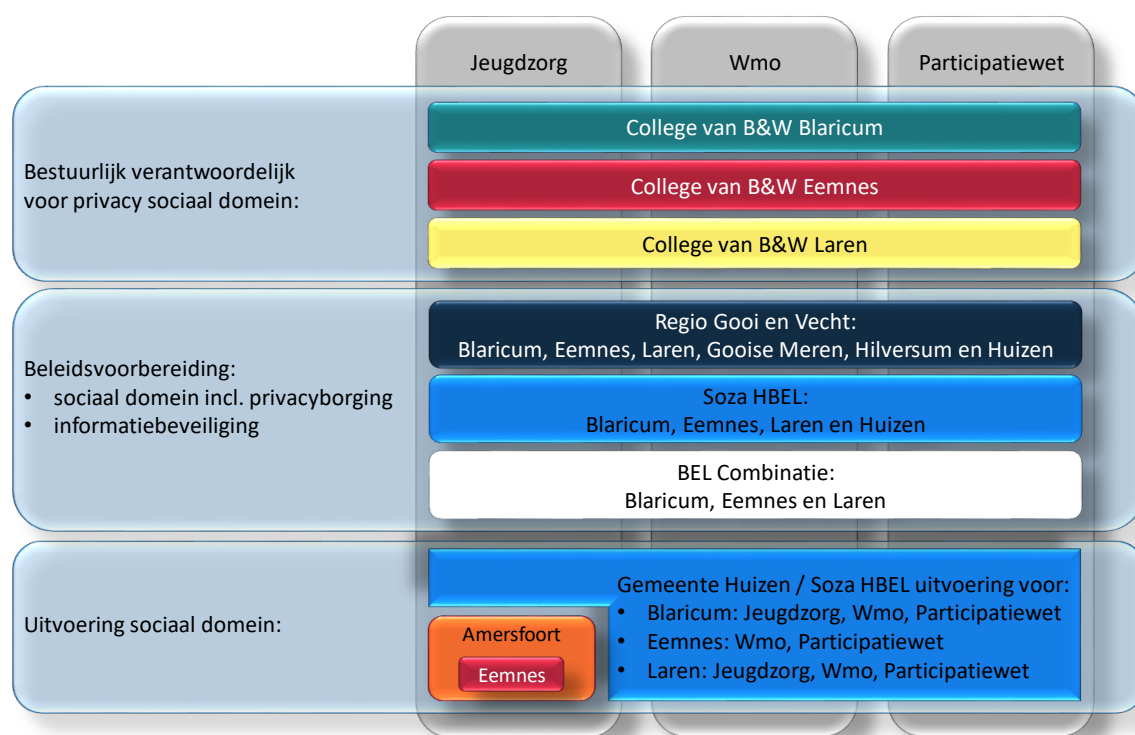 Jeugdzorg
Wmo
Participatiewet
Bestuurlijk verantwoordelijk
voor privacy sociaal domein:
College van B&W Blaricum
College van B&W Eemnes
College van B&W Laren
Beleidsvoorbereiding:
• sociaal domein incl. privacyborging
• informatiebeveiliging
Regio Gooi en Vecht:
Blaricum, Eemnes, Laren, Gooise Meren, Hilversum en Huizen
Soza HBEL:
Blaricum, Eemnes, Laren en Huizen
BEL Combinatie:
Blaricum, Eemnes en Laren
Uitvoering sociaal domein:
Gemeente Huizen / Soza HBEL uitvoering voor:
• Blaricum: Jeugdzorg, Wmo, Participatiewet
• Eemnes: Wmo, Participatiewet
• Laren: Jeugdzorg, Wmo, Participatiewet
Amersfoort
Eemnes